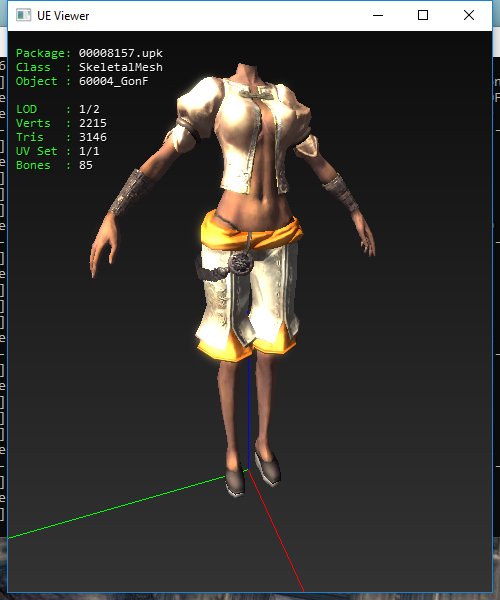 UE Viewer
Package: 00008157.upk
Class  : SkeletalMesh
Object : 60004_GonF
LOD    : 1/2
Verts  : 2215
Tris   : 3146
UV Set : 1/1
Bones  : 85